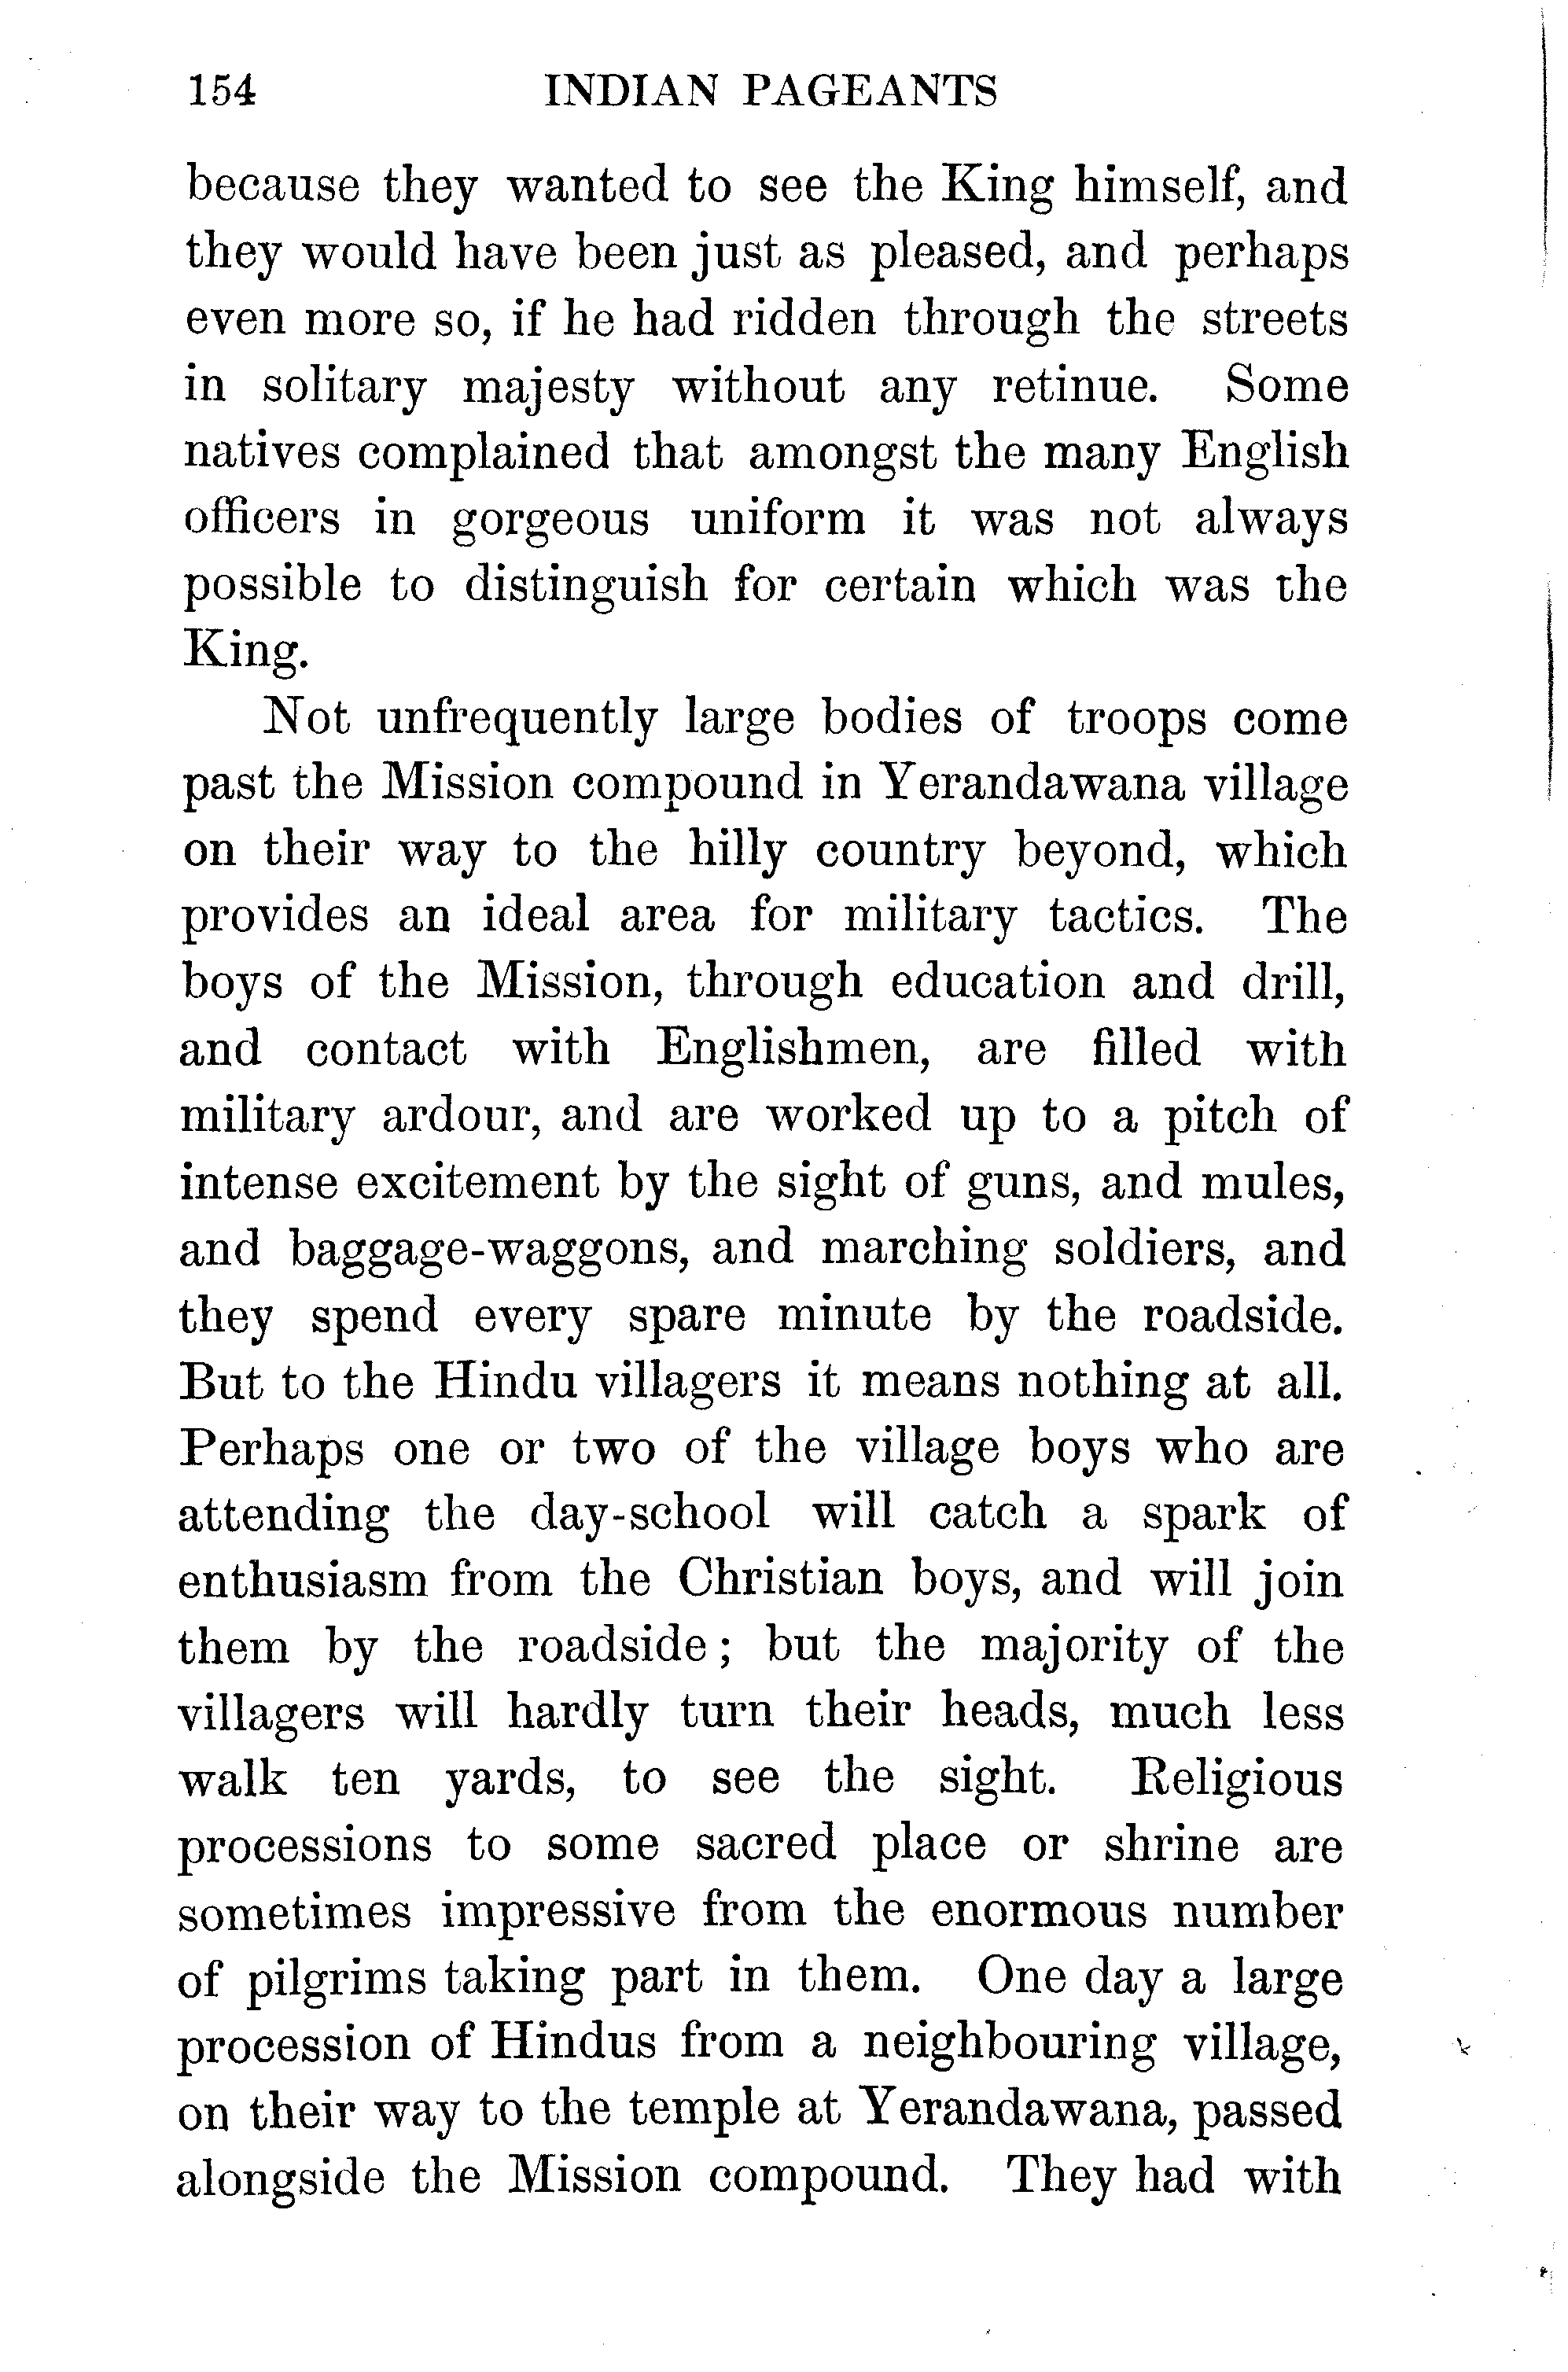 154 INDIAN PAGEANTS
because they wanted to see the King himself, and
they would have been just as pleased, and perhaps
even more so, if he had ridden through the streets
in solitary majesty without any retinue. Some
natives complained that amongst the many English
officers in gorgeous uniform it was not always
possible to distinguish for certain which was the
King.
Not unfrequently large bodies of troops come
past the Mission compound in Yerandawana village
on their way to the hilly country beyond, which
provides an ideal area for military tactics. The
boys of the Mission, through education and drill,
and contact with Englishmen, are filled with
military ardour, and are worked up to a pitch of
intense excitement by the sight of guns, and mules,
and baggage-waggons, and marching soldiers, and
they spend every spare minute by the roadside.
But to the Hindu villagers it means nothing at all.
Perhaps one or two of the village boys who are
attending the day-school will catch a spark of
enthusiasm from the Christian boys, and will join
them by the roadside; but the majority of the
villagers will hardly turn their heads, much less
walk ten yards, to see the sight. Religious
processions to some sacred place or shrine are
sometimes impressive from the enormous number
of pilgrims taking part in them. One day a large
procession of Hindus from a neighbouring village,
on their way to the temple at Yerandawana, passed
alongside the Mission compound. They had with